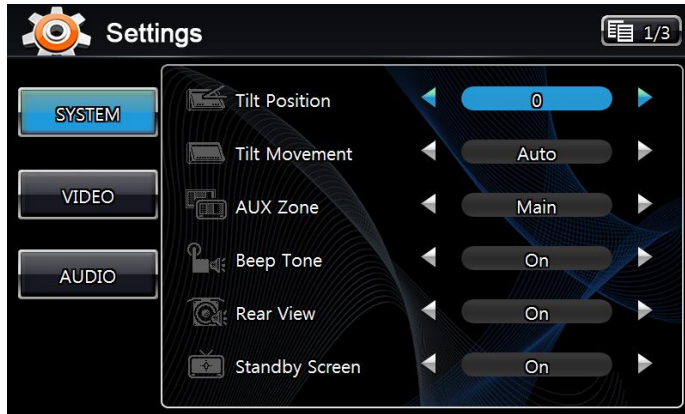 Settings
1/3
SYSTEM
VIDEO
AUDIO
Tilt Position 0
Tilt Movement Auto
AUX Zone Main
Beep Tone On
Rear View On
Standby Screen On